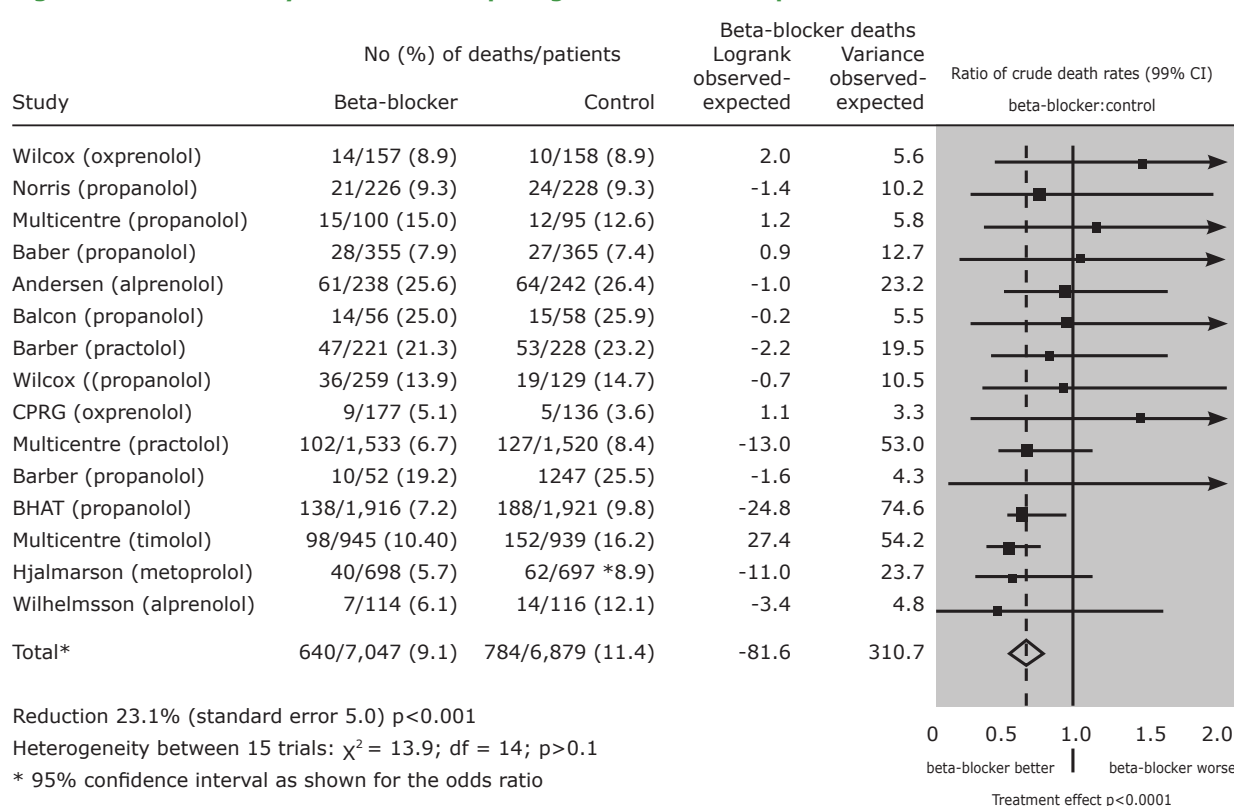 Beta-blocker deaths
No (%) of deaths/patients Logrank Variance
observed- observed- Ratio of crude death rates (99% CI)
Study Beta-blocker Control expected expected beta-blocker:control
Wilcox (oxprenolol) 14/157 (8.9) 10/158 (8.9) 2.0 5.6
Norris (propanolol) 21/226 (9.3) 24/228 (9.3) -1.4 10.2
Multicentre (propanolol) 15/100 (15.0) 12/95 (12.6) 1.2 5.8
Baber (propanolol) 28/355 (7.9) 27/365 (7.4) 0.9 12.7
Andersen (alprenolol) 61/238 (25.6) 64/242 (26.4) -1.0 23.2
Balcon (propanolol) 14/56 (25.0) 15/58 (25.9) -0.2 5.5
Barber (practolol) 47/221 (21.3) 53/228 (23.2) -2.2 19.5
Wilcox ((propanolol) 36/259 (13.9) 19/129 (14.7) -0.7 10.5
CPRG (oxprenolol) 9/177 (5.1) 5/136 (3.6) 1.1 3.3
Multicentre (practolol) 102/1,533 (6.7) 127/1,520 (8.4) -13.0 53.0
Barber (propanolol) 10/52 (19.2) 1247 (25.5) -1.6 4.3
BHAT (propanolol) 138/1,916 (7.2) 188/1,921 (9.8) -24.8 74.6
Multicentre (timolol) 98/945 (10.40) 152/939 (16.2) 27.4 54.2
Hjalmarson (metoprolol) 40/698 (5.7) 62/697 *8.9) -11.0 23.7
Wilhelmsson (alprenolol) 7/114 (6.1) 14/116 (12.1) -3.4 4.8
Total* 640/7,047 (9.1) 784/6,879 (11.4) -81.6 310.7
Reduction 23.1% (standard error 5.0) p<0.001
Heterogeneity between 15 trials: χ² = 13.9; df = 14; p>0.1
* 95% confidence interval as shown for the odds ratio
0 0.5 1.0 1.5 2.0
beta-blocker better beta-blocker worse
Treatment effect p<0.0001